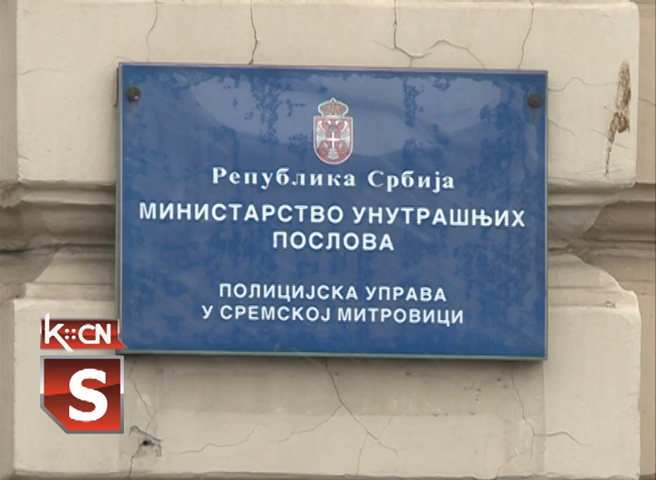 Република Србија
МИНИСТАРСТВО УНУТРАШЊИХ
ПОСЛОВА
ПОЛИЦИЈСКА УПРАВА
У СРЕМСКОЈ МИТРОВИЦИ
K::CN
S